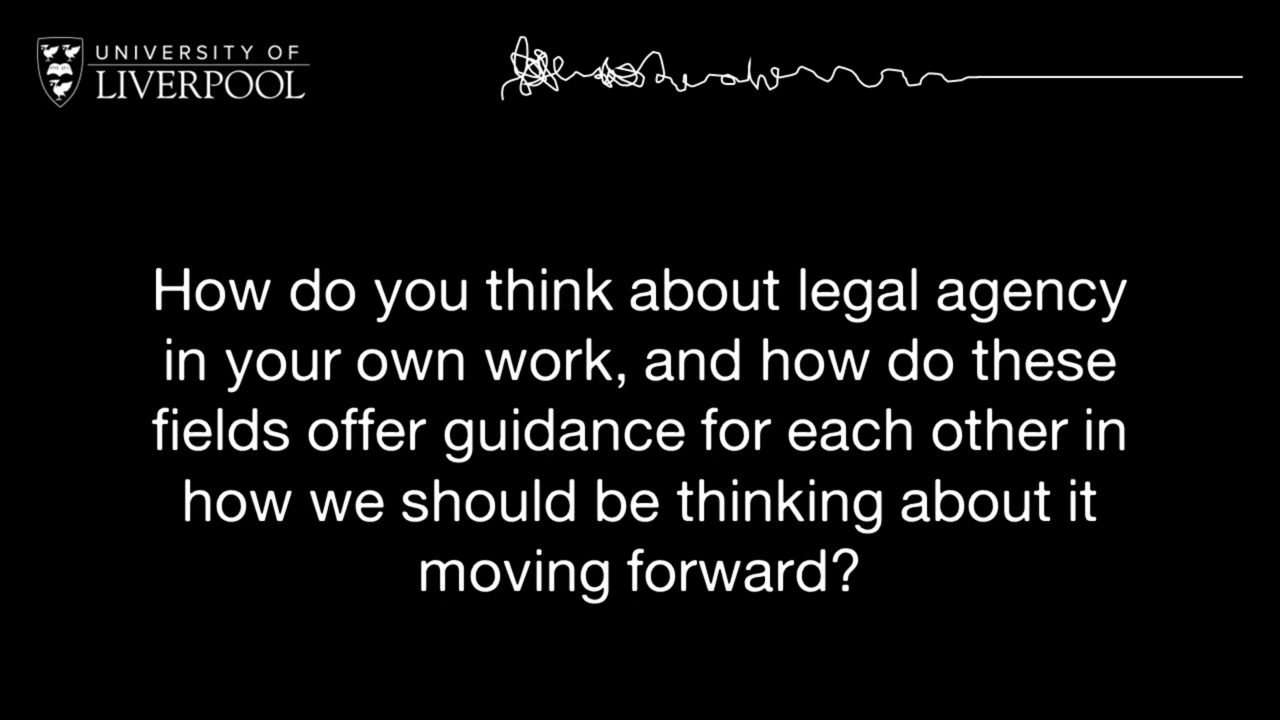 UNIVERSITY OF
LIVERPOOL
How do you think about legal agency
in your own work, and how do these
fields offer guidance for each other in
how we should be thinking about it
moving forward?